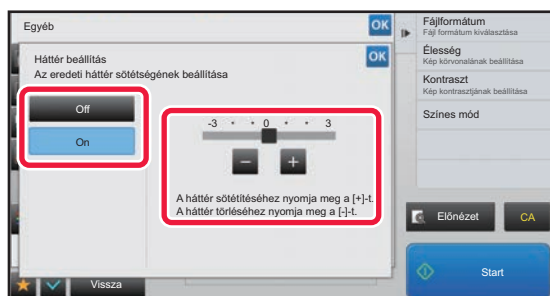 Egyéb
OK
Háttér beállítás
Az eredeti háttér sötétségének beállítása
OK
Off
On
-3 0 3
− +
A háttér sötétítéséhez nyomja meg a [+]-t.
A háttér törléséhez nyomja meg a [-]-t.
Vissza
Fájlformátum
Fájl formátum kiválasztása
Élesség
Kép körvonalának beállítása
Kontraszt
Kép kontrasztjának beállítása
Színes mód
Előnézet
CA
Start